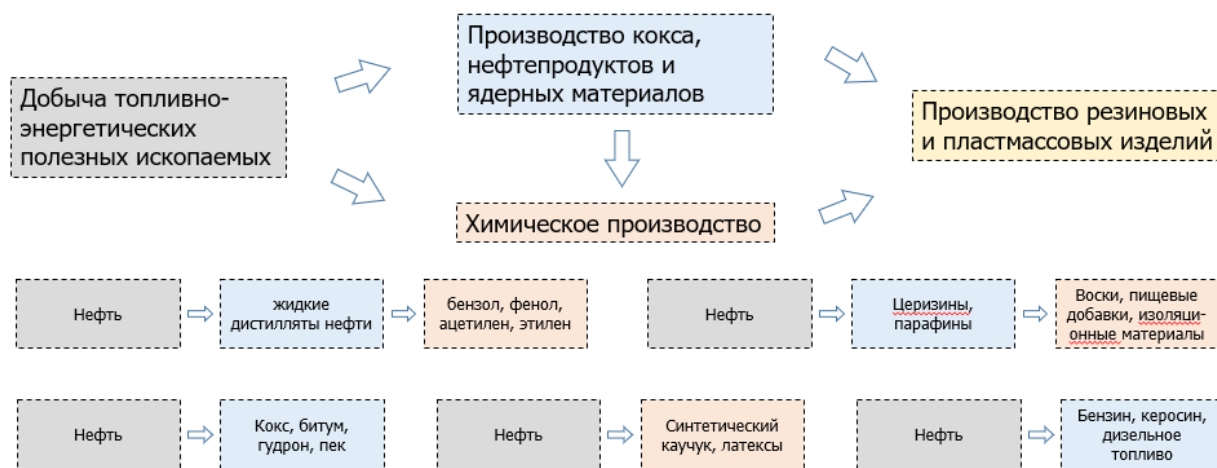 Производство кокса,
нефтепродуктов и
ядерных материалов
Добыча топливно-
энергетических
полезных ископаемых
Производство резиновых
и пластмассовых изделий
Химическое производство
Нефть
жидкие
дистилляты нефти
бензол, фенол,
ацетилен, этилен
Нефть
Церизины,
парафины
Воски, пищевые
добавки, изоляци-
онные материалы
Нефть
Кокс, битум,
гудрон, пек
Нефть
Синтетический
каучук, латексы
Нефть
Бензин, керосин,
дизельное
топливо